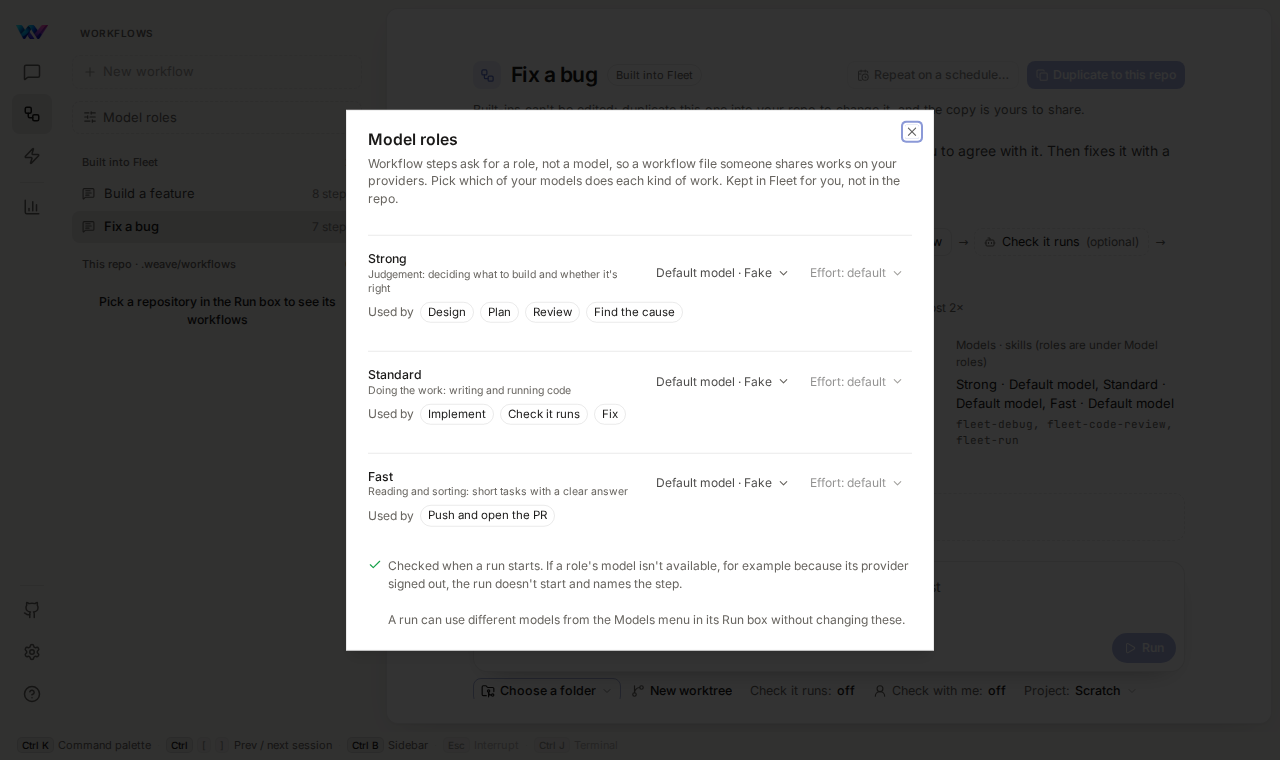 WORKFLOWS
New workflow
Model roles
Built into Fleet
Build a feature
Fix a bug
This repo · .weave/workflows
Pick a repository in the Run box to see its
workflows
Fix a bug
Built into Fleet
Repeat on a schedule...
Duplicate to this repo
to agree with it. Then fixes it with a
Check it runs (optional) →
Models · skills (roles are under Model
roles)
Strong · Default model, Standard ·
Default model, Fast · Default model
fleet-debug, fleet-code-review,
fleet-run
Model roles
Workflow steps ask for a role, not a model, so a workflow file someone shares works on your
providers. Pick which of your models does each kind of work. Kept in Fleet for you, not in the
repo.
Strong
Judgement: deciding what to build and whether it's
right
Default model · Fake
Effort: default
Used by Design Plan Review Find the cause
Standard
Doing the work: writing and running code
Default model · Fake
Effort: default
Used by Implement Check it runs Fix
Fast
Reading and sorting: short tasks with a clear answer
Default model · Fake
Effort: default
Used by Push and open the PR
Checked when a run starts. If a role's model isn't available, for example because its provider
signed out, the run doesn't start and names the step.
A run can use different models from the Models menu in its Run box without changing these.
Run
Choose a folder
New worktree
Check it runs: off
Check with me: off
Project: Scratch
Ctrl K Command palette
Ctrl [ ] Prev / next session
Ctrl B Sidebar
Esc Interrupt
Ctrl J Terminal